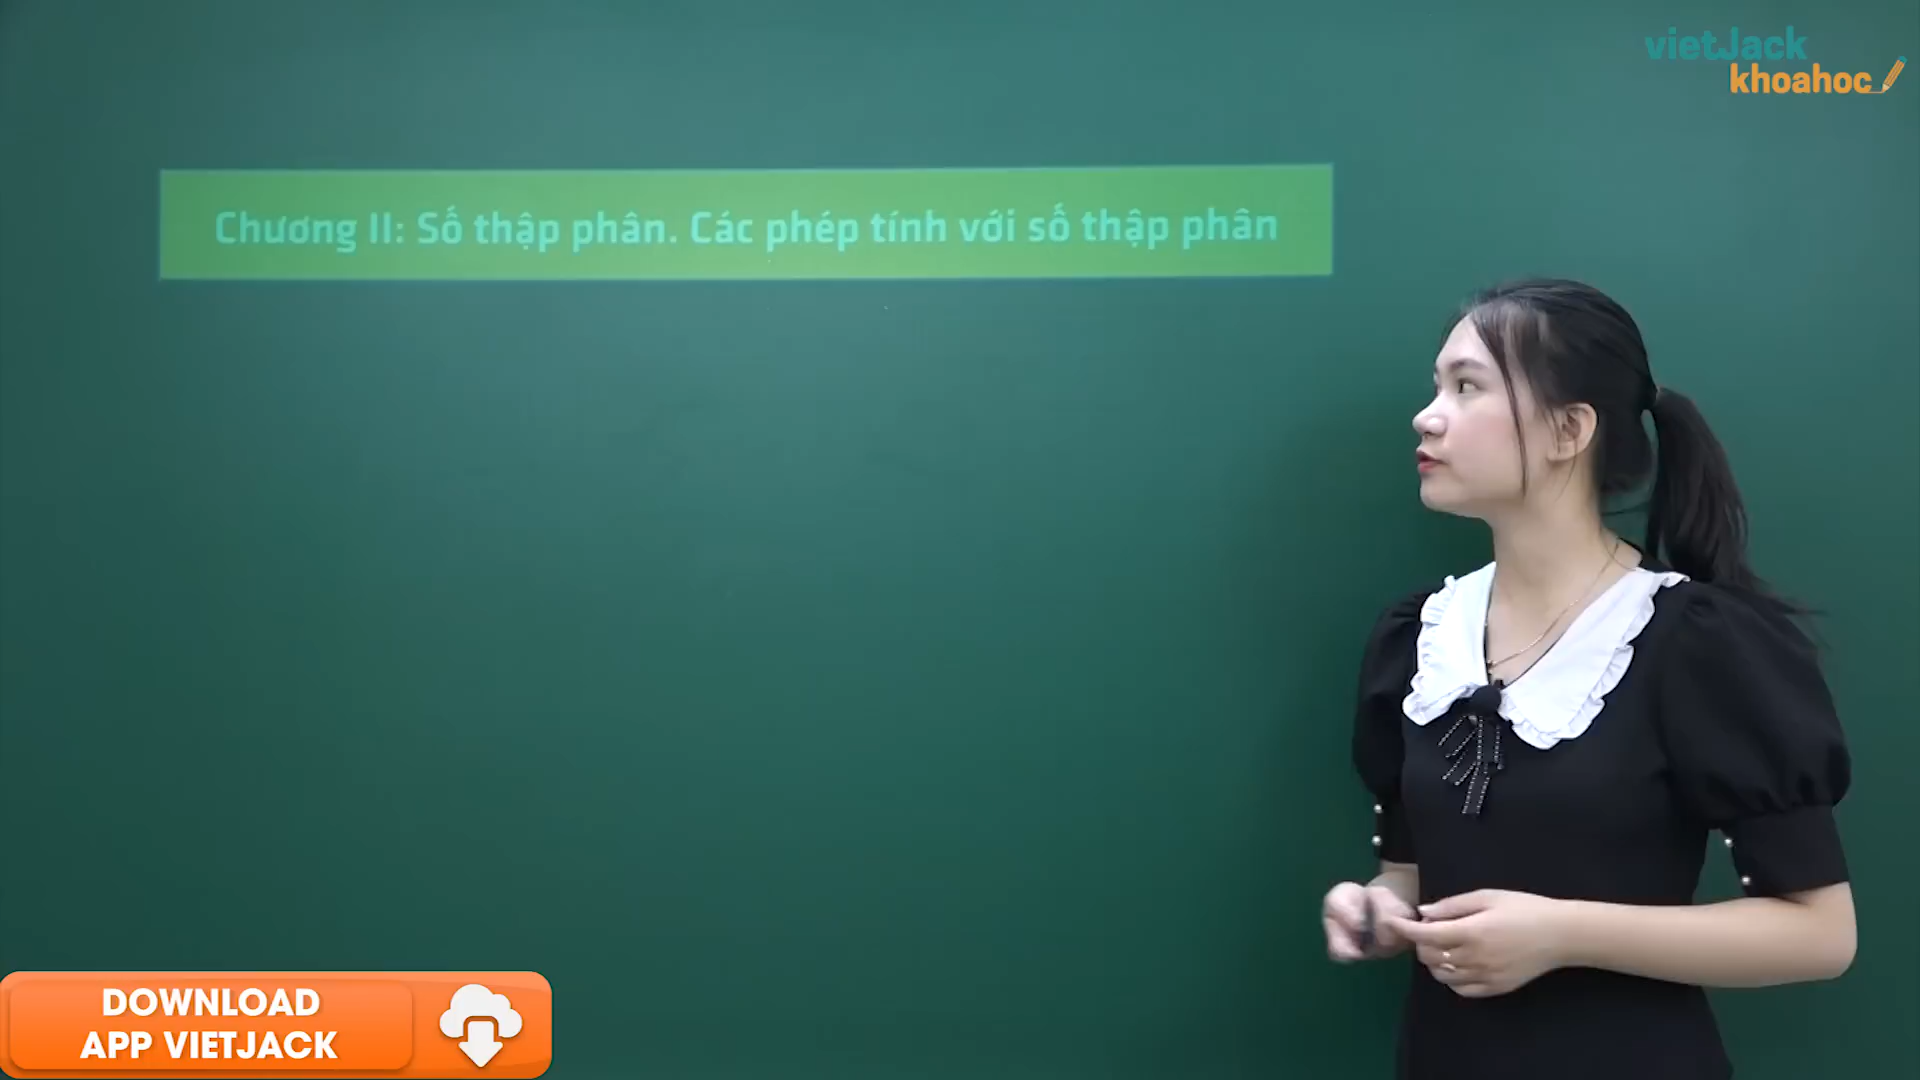 vietJack
khoahoc
Chương II: Số thập phân. Các phép tính với số thập phân
DOWNLOAD
APP VIETJACK